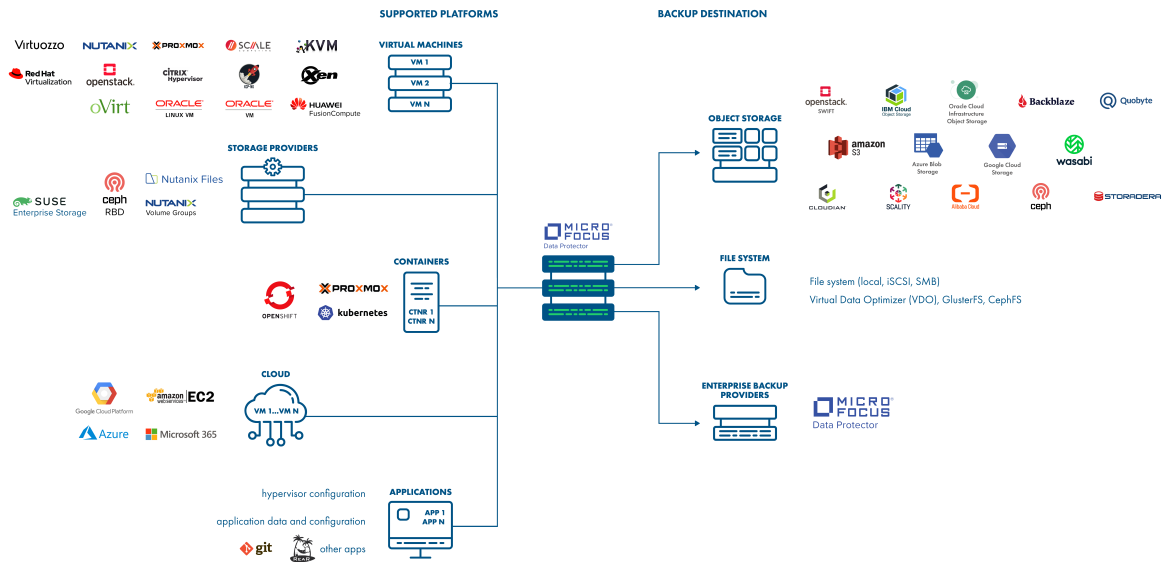 SUPPORTED PLATFORMS
BACKUP DESTINATION
VIRTUAL MACHINES
Virtuozzo
NUTANIX
PROXMOX
SCALE
KVM
Red Hat
Virtualization
openstack.
CITRIX
Hypervisor
Xen
oVirt
ORACLE
LINUX VM
ORACLE
VM
HUAWEI
FusionCompute
VM 1
VM 2
VM N
STORAGE PROVIDERS
SUSE
Enterprise Storage
ceph
RBD
Nutanix Files
NUTANIX
Volume Groups
CONTAINERS
OPENSHIFT
PROXMOX
kubernetes
CTNR 1
CTNR N
CLOUD
Google Cloud Platform
amazon
webservices
EC2
Azure
Microsoft 365
VM 1...VM N
APPLICATIONS
hypervisor configuration
application data and configuration
git
other apps
APP 1
APP N
MICRO
FOCUS
Data Protector
OBJECT STORAGE
openstack.
SWIFT
IBM Cloud
Object Storage
Oracle Cloud
Infrastructure
Object Storage
Backblaze
Quobyte
amazon
S3
Azure Blob
Storage
Google Cloud
Storage
wasabi
CLOUDIAN
SCALITY
Alibaba Cloud
ceph
STORADERA
FILE SYSTEM
File system (local, iSCSI, SMB)
Virtual Data Optimizer (VDO), GlusterFS, CephFS
ENTERPRISE BACKUP
PROVIDERS
MICRO
FOCUS
Data Protector